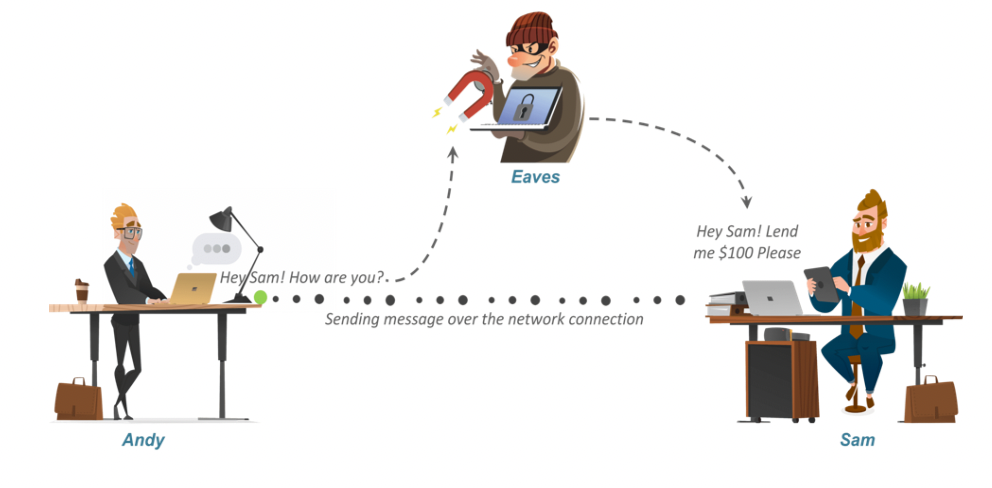 Eaves
Hey Sam! Lend
me $100 Please
Hey Sam! How are you?
Sending message over the network connection
Andy
Sam